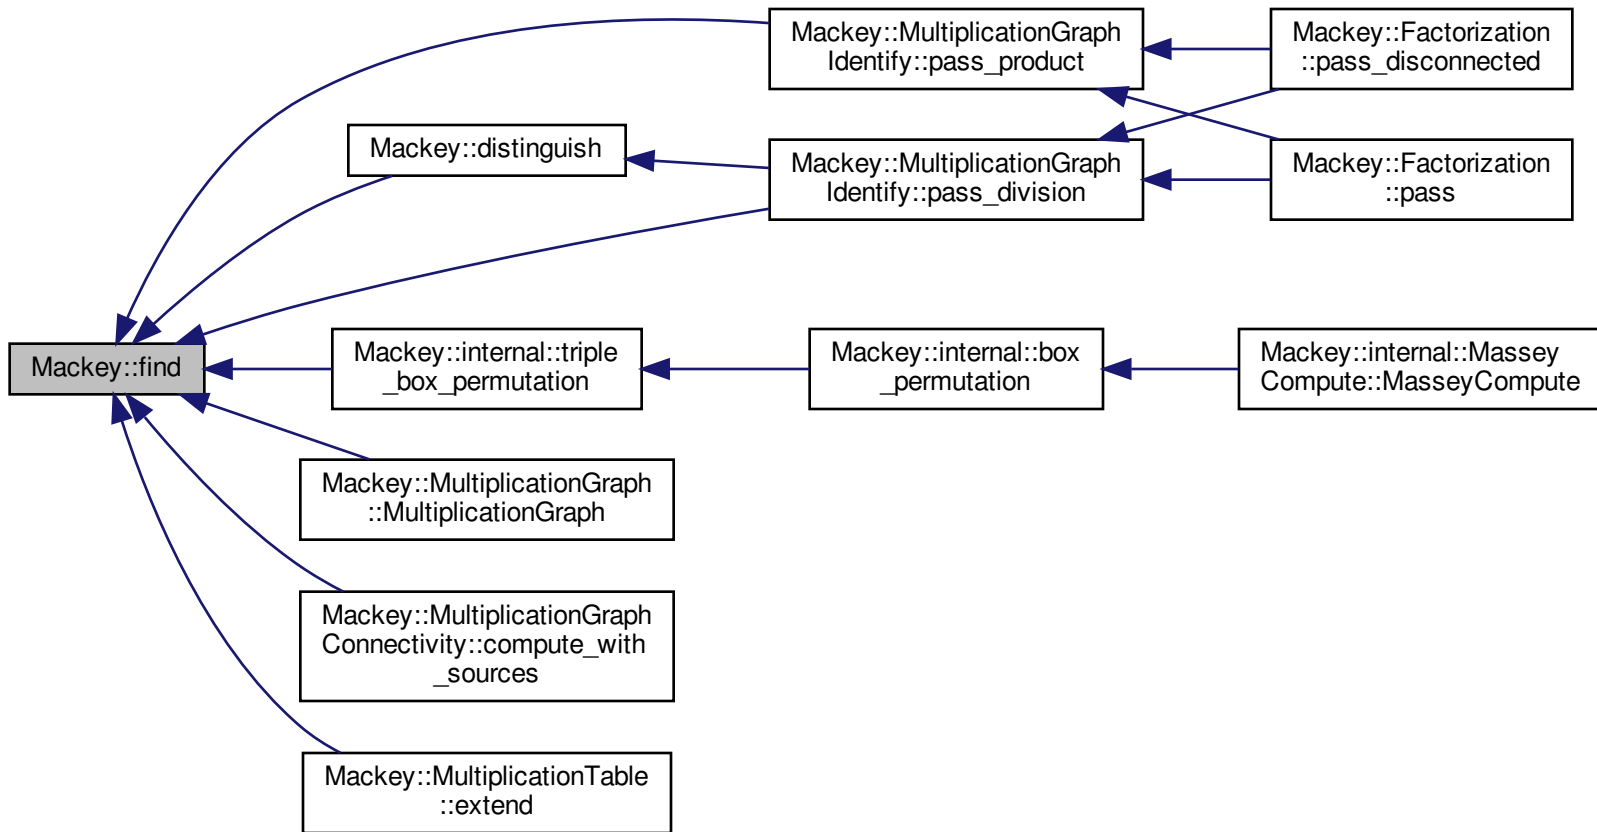 Mackey::MultiplicationGraph
Identify::pass_product
Mackey::Factorization
::pass_disconnected
Mackey::distinguish
Mackey::MultiplicationGraph
Identify::pass_division
Mackey::Factorization
::pass
Mackey::find
Mackey::internal::triple
_box_permutation
Mackey::internal::box
_permutation
Mackey::internal::Massey
Compute::MasseyCompute
Mackey::MultiplicationGraph
::MultiplicationGraph
Mackey::MultiplicationGraph
Connectivity::compute_with
_sources
Mackey::MultiplicationTable
::extend